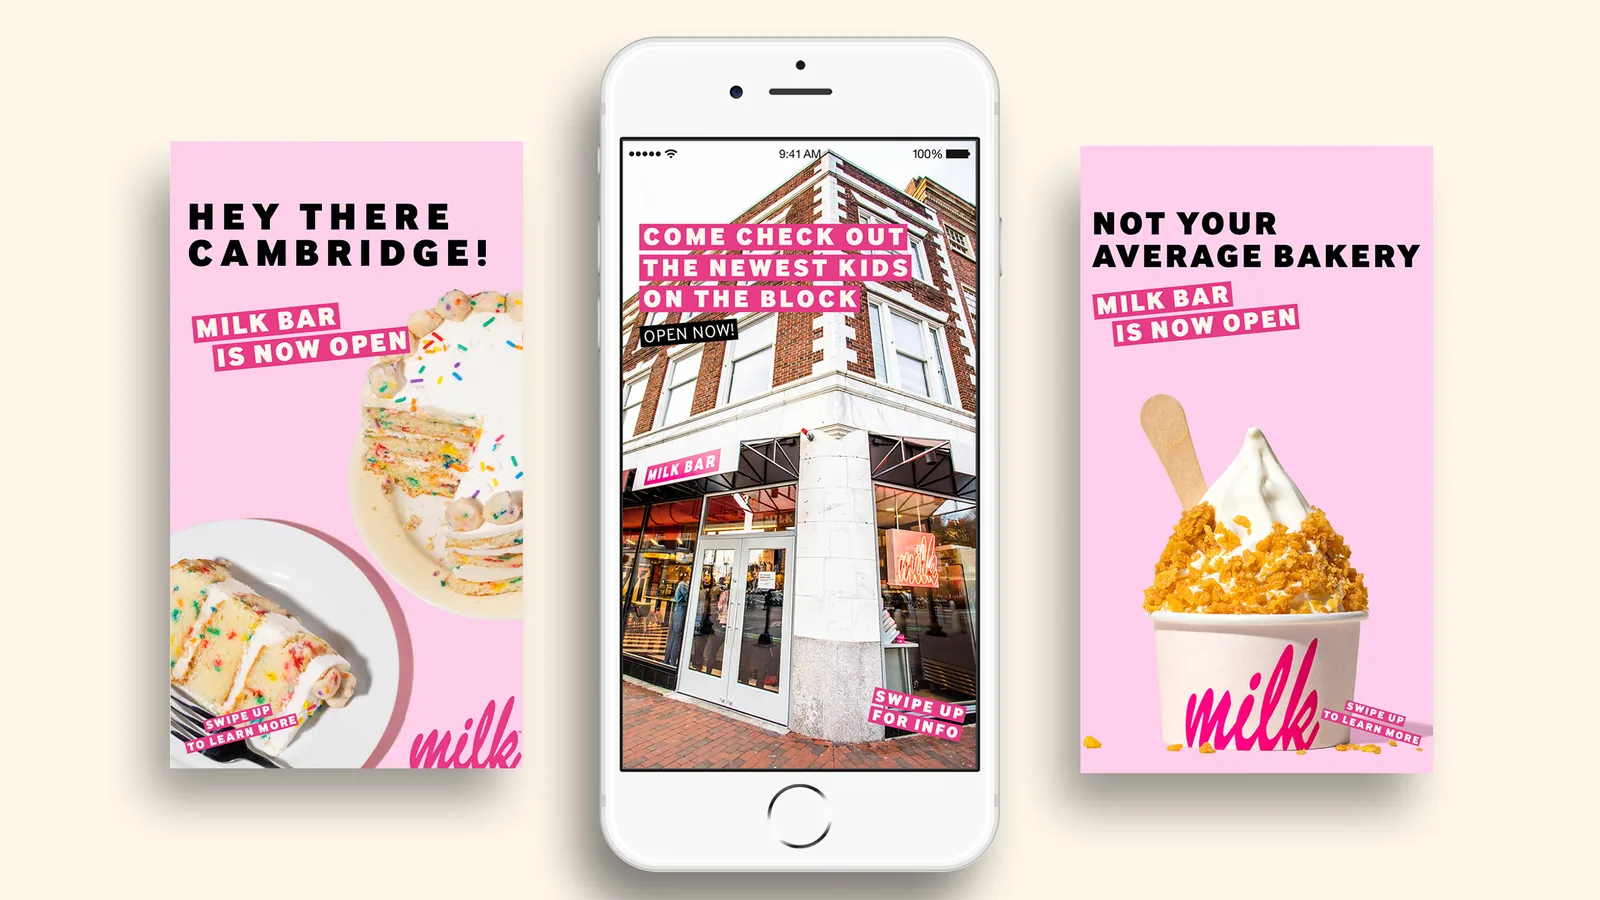 HEY THERE
CAMBRIDGE!
MILK BAR
IS NOW OPEN
SWIPE UP
TO LEARN MORE
milk
9:41 AM
100%
COME CHECK OUT
THE NEWEST KIDS
ON THE BLOCK
OPEN NOW!
MILK BAR
milk
SWIPE UP
FOR INFO
NOT YOUR
AVERAGE BAKERY
MILK BAR
IS NOW OPEN
milk
SWIPE UP
TO LEARN MORE